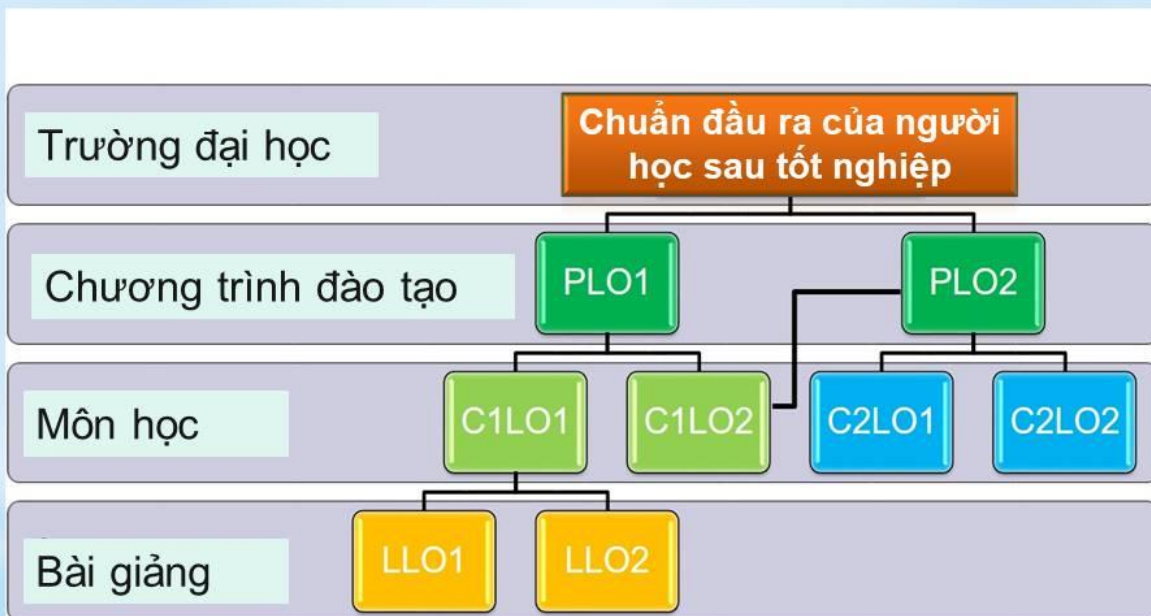 Trường đại học
Chuẩn đầu ra của người
học sau tốt nghiệp
Chương trình đào tạo
PLO1
PLO2
Môn học
C1LO1
C1LO2
C2LO1
C2LO2
Bài giảng
LLO1
LLO2